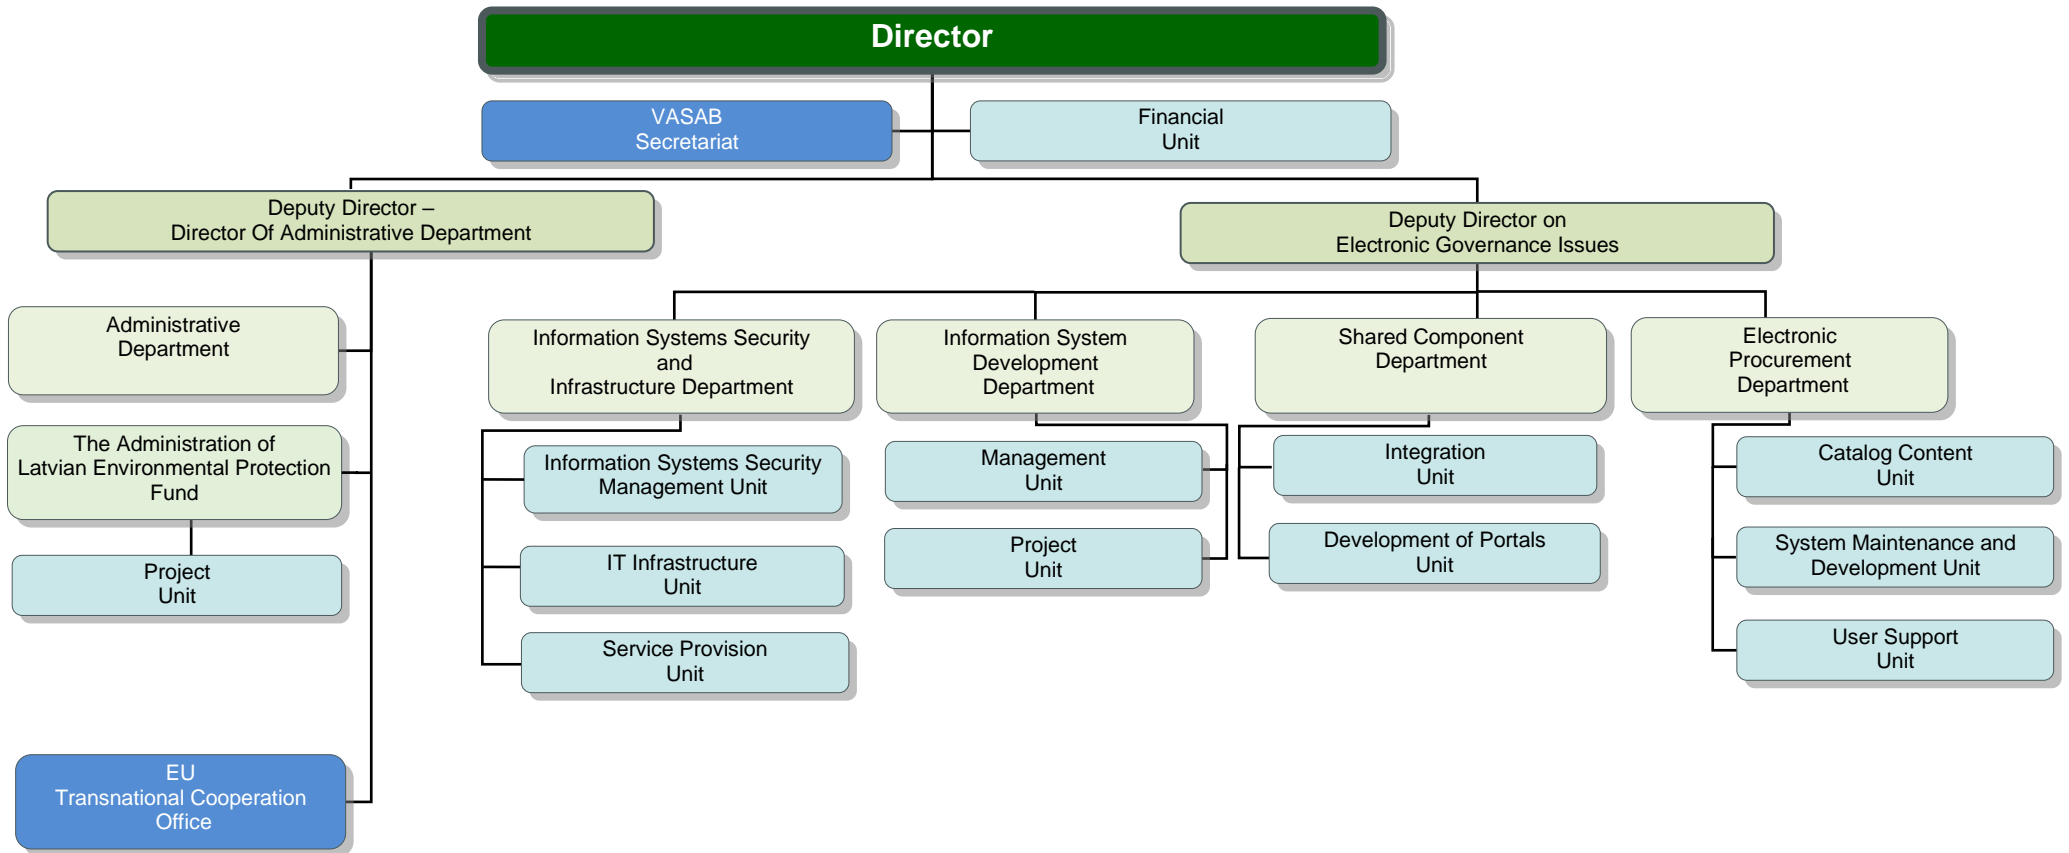 Director
VASAB
Secretariat
Financial
Unit
Deputy Director –
Director Of Administrative Department
Deputy Director on
Electronic Governance Issues
Administrative
Department
Information Systems Security
and
Infrastructure Department
Information System
Development
Department
Shared Component
Department
Electronic
Procurement
Department
The Administration of
Latvian Environmental Protection
Fund
Project
Unit
Information Systems Security
Management Unit
IT Infrastructure
Unit
Service Provision
Unit
Management
Unit
Project
Unit
Integration
Unit
Development of Portals
Unit
Catalog Content
Unit
System Maintenance and
Development Unit
User Support
Unit
EU
Transnational Cooperation
Office